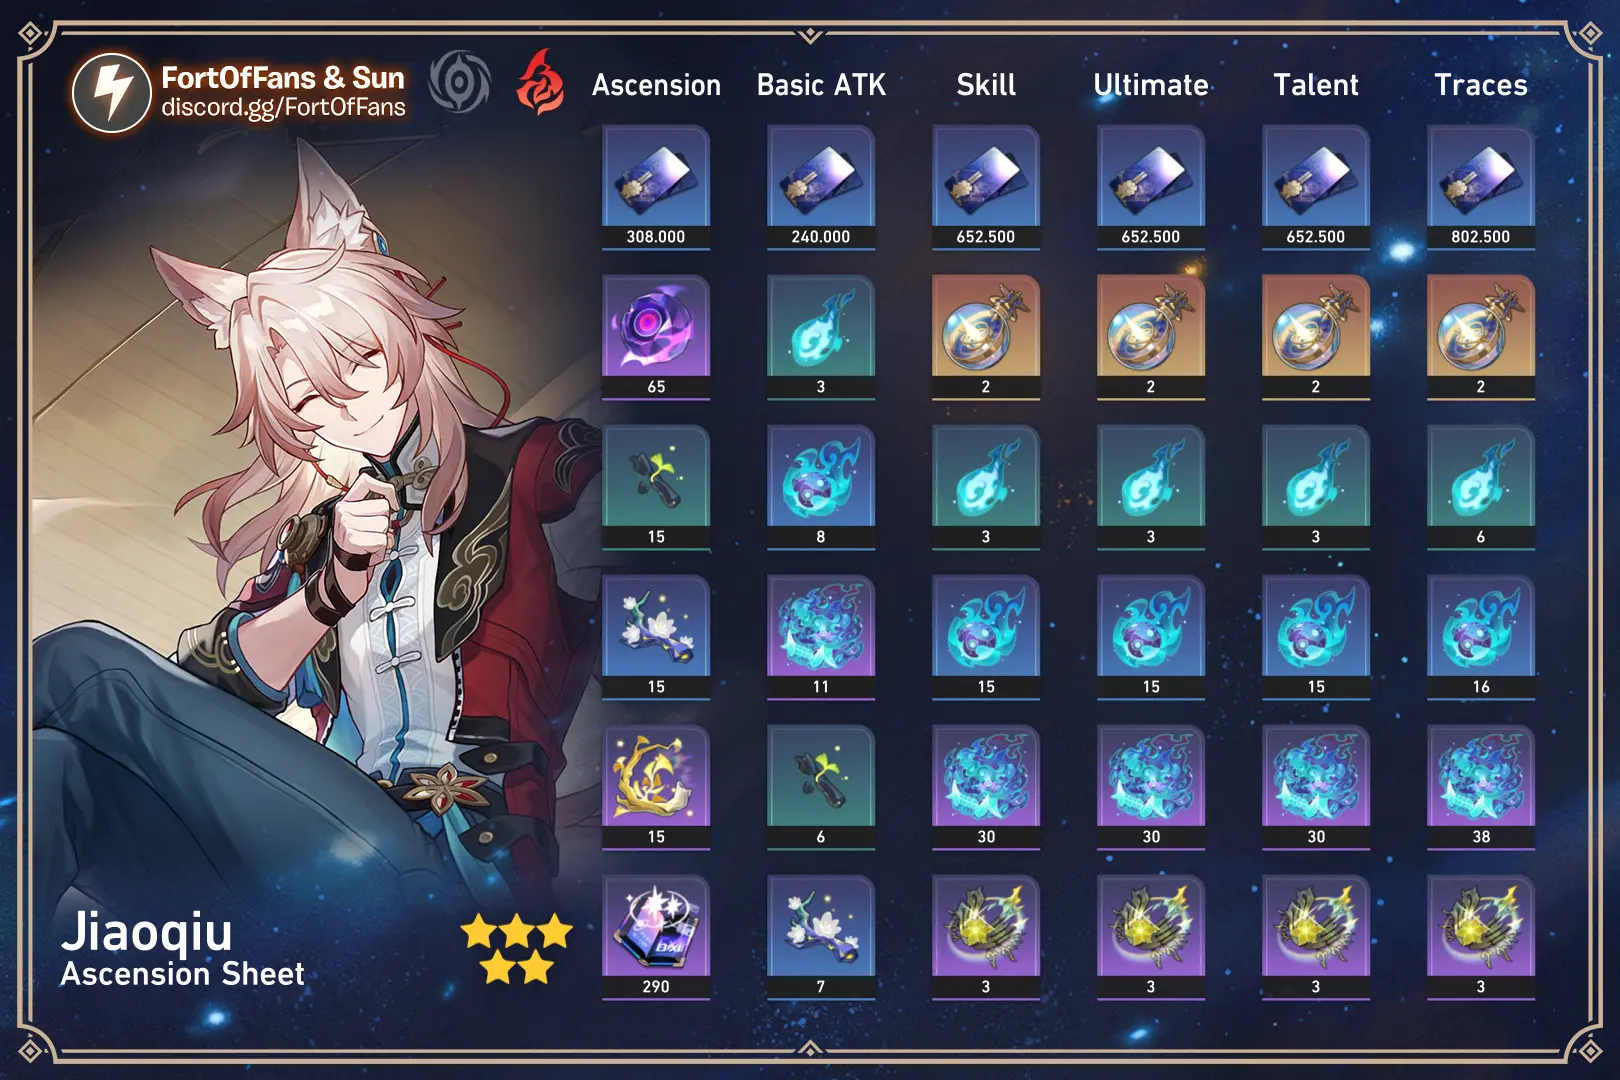 FortOfFans & Sun
discord.gg/FortOfFans
Ascension Basic ATK Skill Ultimate Talent Traces
308.000 240.000 652.500 652.500 652.500 802.500
65 3 2 2 2 2
15 8 3 3 3 6
15 11 15 15 15 16
15 6 30 30 30 38
290 7 3 3 3 3
Jiaoqiu
Ascension Sheet